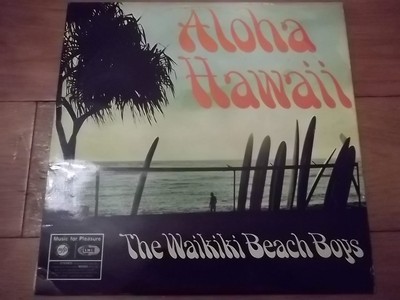 Aloha
Hawaii
The Waikiki Beach Boys
Music for Pleasure